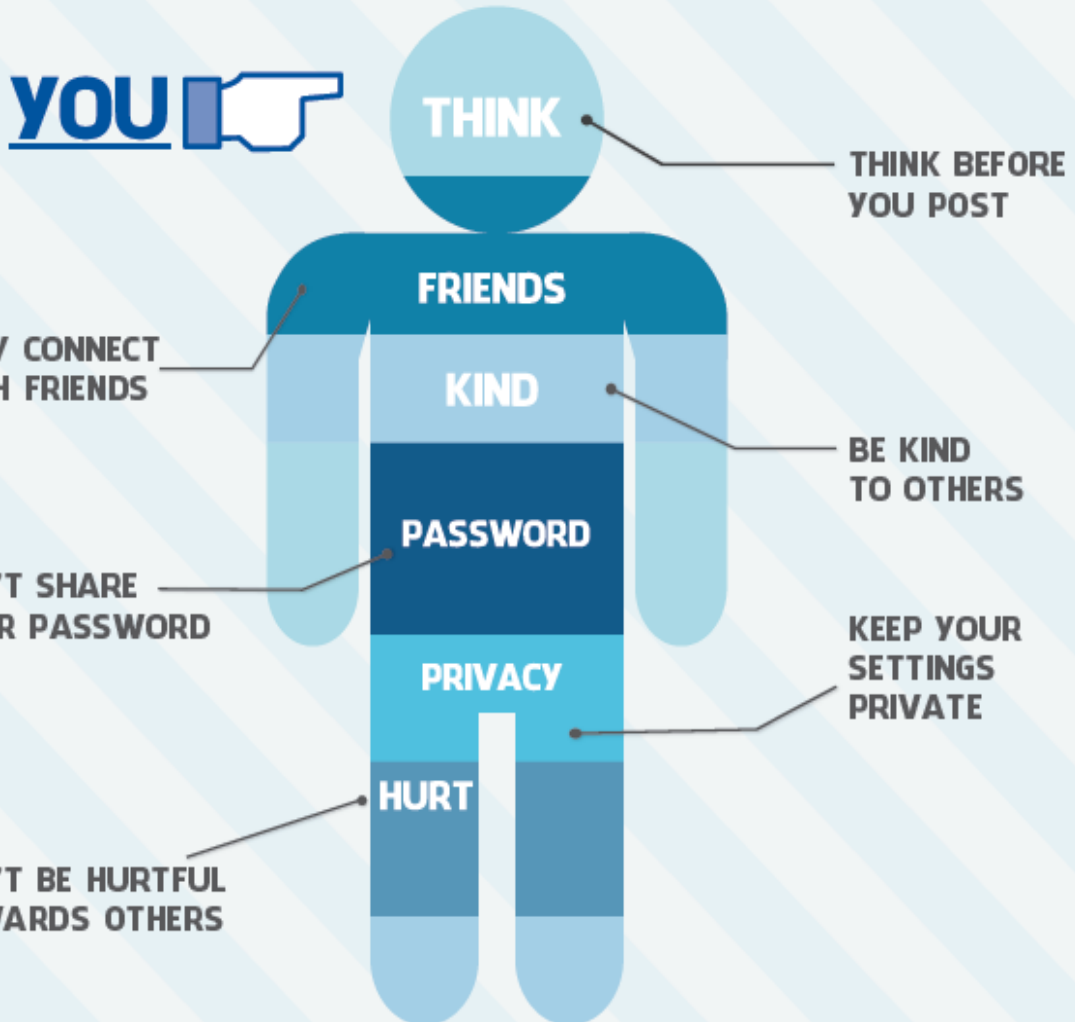 YOU
THINK
THINK BEFORE
YOU POST
FRIENDS
Y CONNECT
H FRIENDS
KIND
BE KIND
TO OTHERS
PASSWORD
'T SHARE
R PASSWORD
PRIVACY
KEEP YOUR
SETTINGS
PRIVATE
HURT
'T BE HURTFUL
WARDS OTHERS